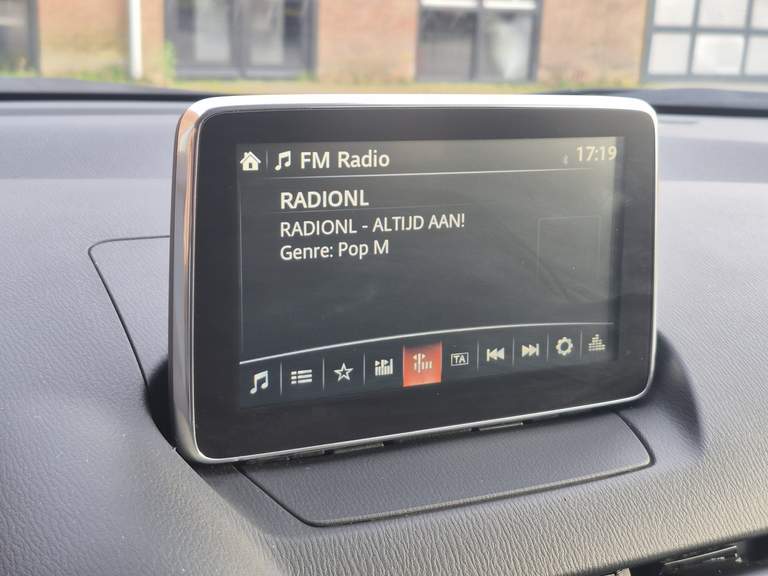 FM Radio 17:19
RADIONL
RADIONL - ALTIJD AAN!
Genre: Pop M
TA